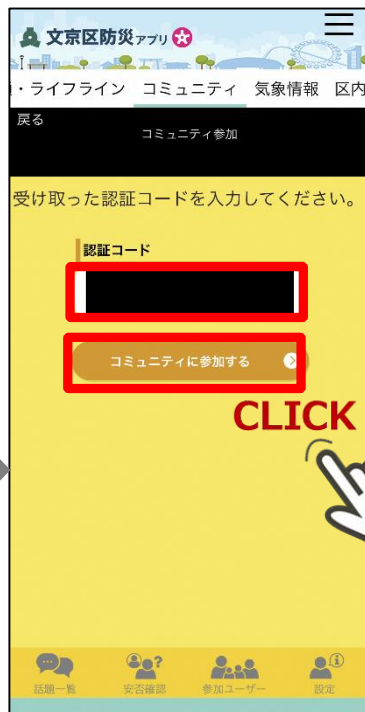 文京区防災アプリ
・ライフライン コミュニティ 気象情報 区内
戻る
コミュニティ参加
受け取った認証コードを入力してください。
認証コード
コミュニティに参加する
CLICK
話題一覧 安否確認 参加ユーザー 設定